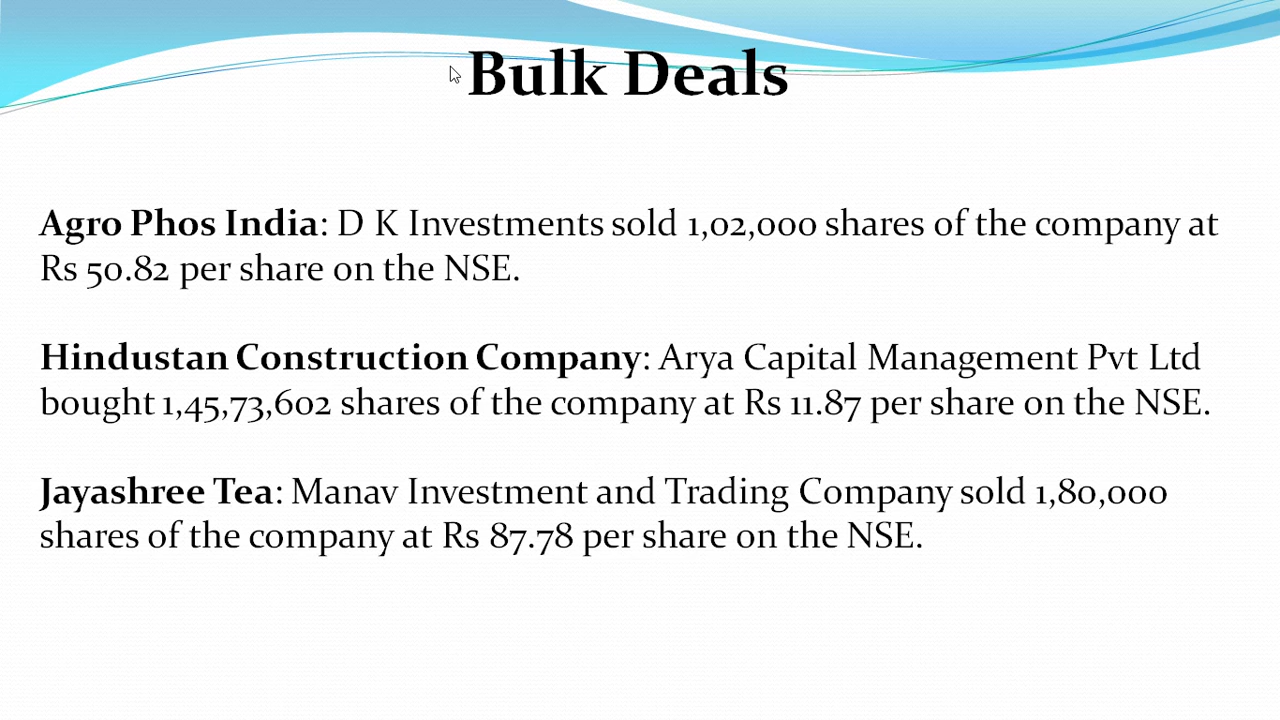 Bulk Deals
Agro Phos India: D K Investments sold 1,02,000 shares of the company at
Rs 50.82 per share on the NSE.
Hindustan Construction Company: Arya Capital Management Pvt Ltd
bought 1,45,73,602 shares of the company at Rs 11.87 per share on the NSE.
Jayashree Tea: Manav Investment and Trading Company sold 1,80,000
shares of the company at Rs 87.78 per share on the NSE.